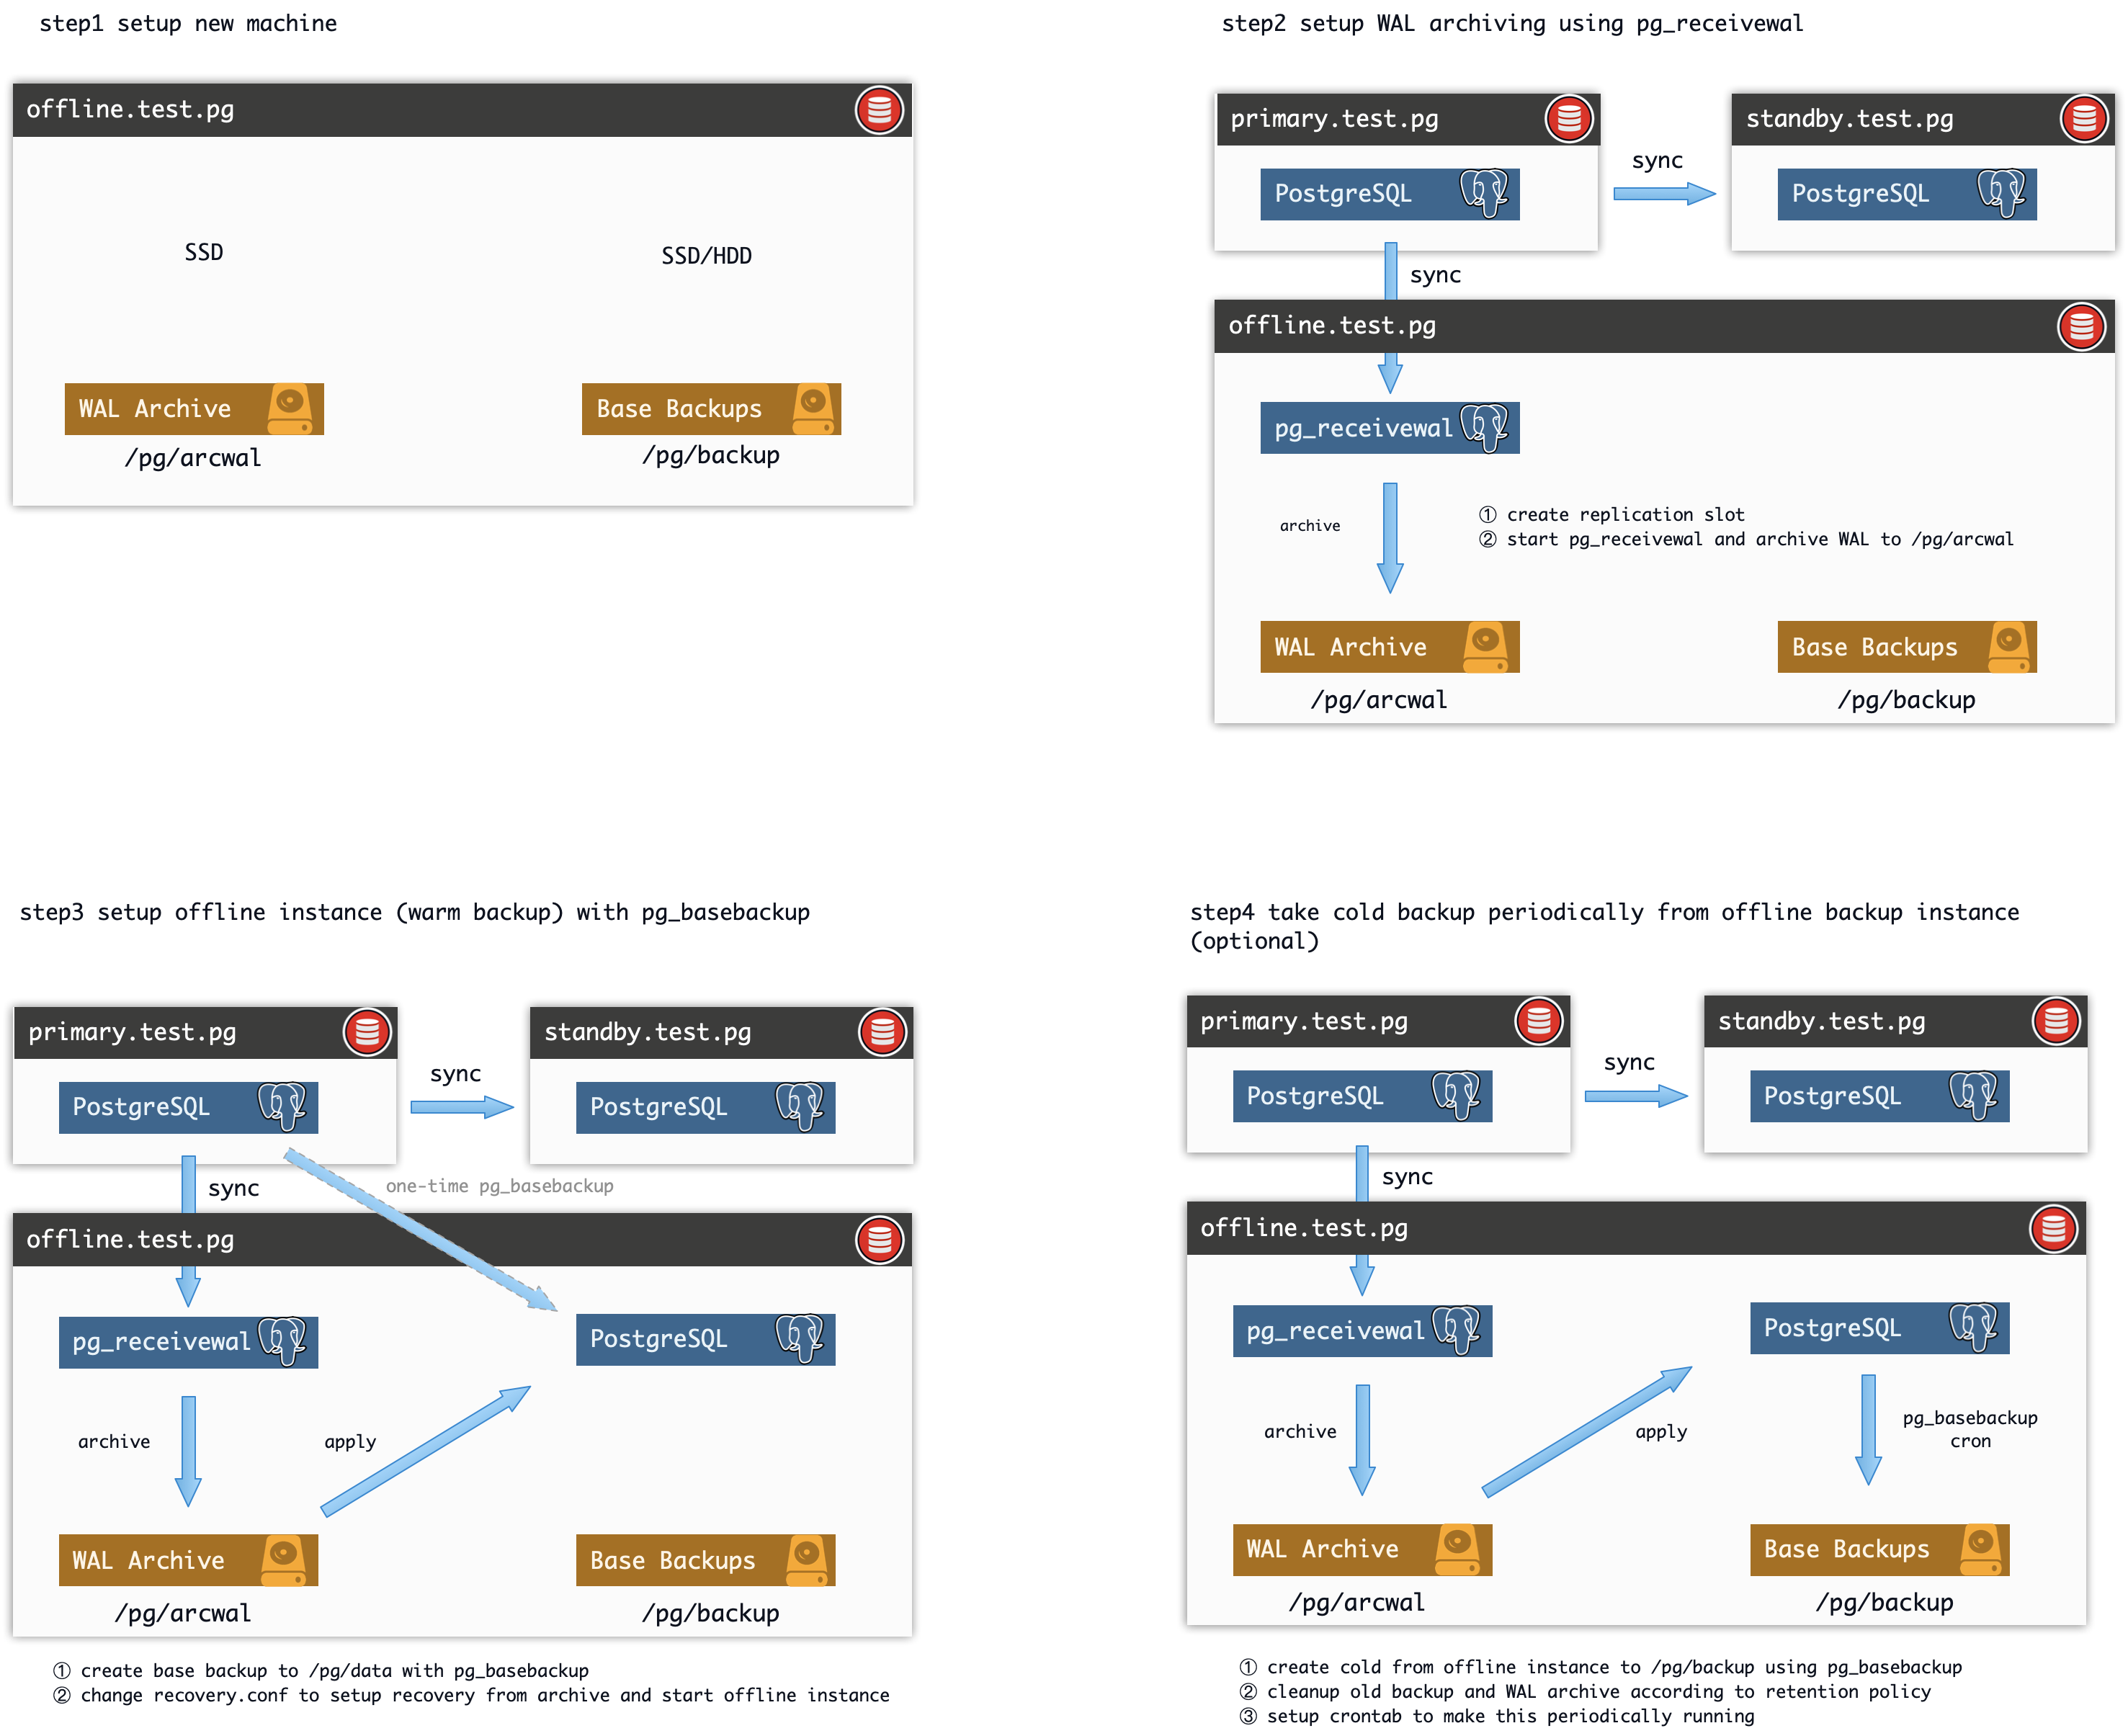 step1 setup new machine
offline.test.pg
SSD
SSD/HDD
WAL Archive
Base Backups
/pg/arcwal
/pg/backup
step2 setup WAL archiving using pg_receivewal
primary.test.pg
standby.test.pg
PostgreSQL
sync
PostgreSQL
sync
offline.test.pg
pg_receivewal
archive
① create replication slot
② start pg_receivewal and archive WAL to /pg/arcwal
WAL Archive
Base Backups
/pg/arcwal
/pg/backup
step3 setup offline instance (warm backup) with pg_basebackup
primary.test.pg
standby.test.pg
PostgreSQL
sync
PostgreSQL
sync
one-time pg_basebackup
offline.test.pg
pg_receivewal
PostgreSQL
archive
apply
WAL Archive
Base Backups
/pg/arcwal
/pg/backup
① create base backup to /pg/data with pg_basebackup
② change recovery.conf to setup recovery from archive and start offline instance
step4 take cold backup periodically from offline backup instance
(optional)
primary.test.pg
standby.test.pg
PostgreSQL
sync
PostgreSQL
sync
offline.test.pg
pg_receivewal
PostgreSQL
archive
apply
pg_basebackup
cron
WAL Archive
Base Backups
/pg/arcwal
/pg/backup
① create cold from offline instance to /pg/backup using pg_basebackup
② cleanup old backup and WAL archive according to retention policy
③ setup crontab to make this periodically running